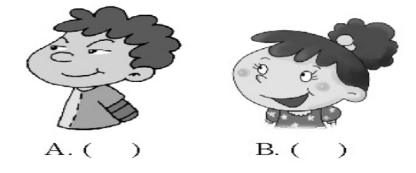 A. (    )    B. (    )